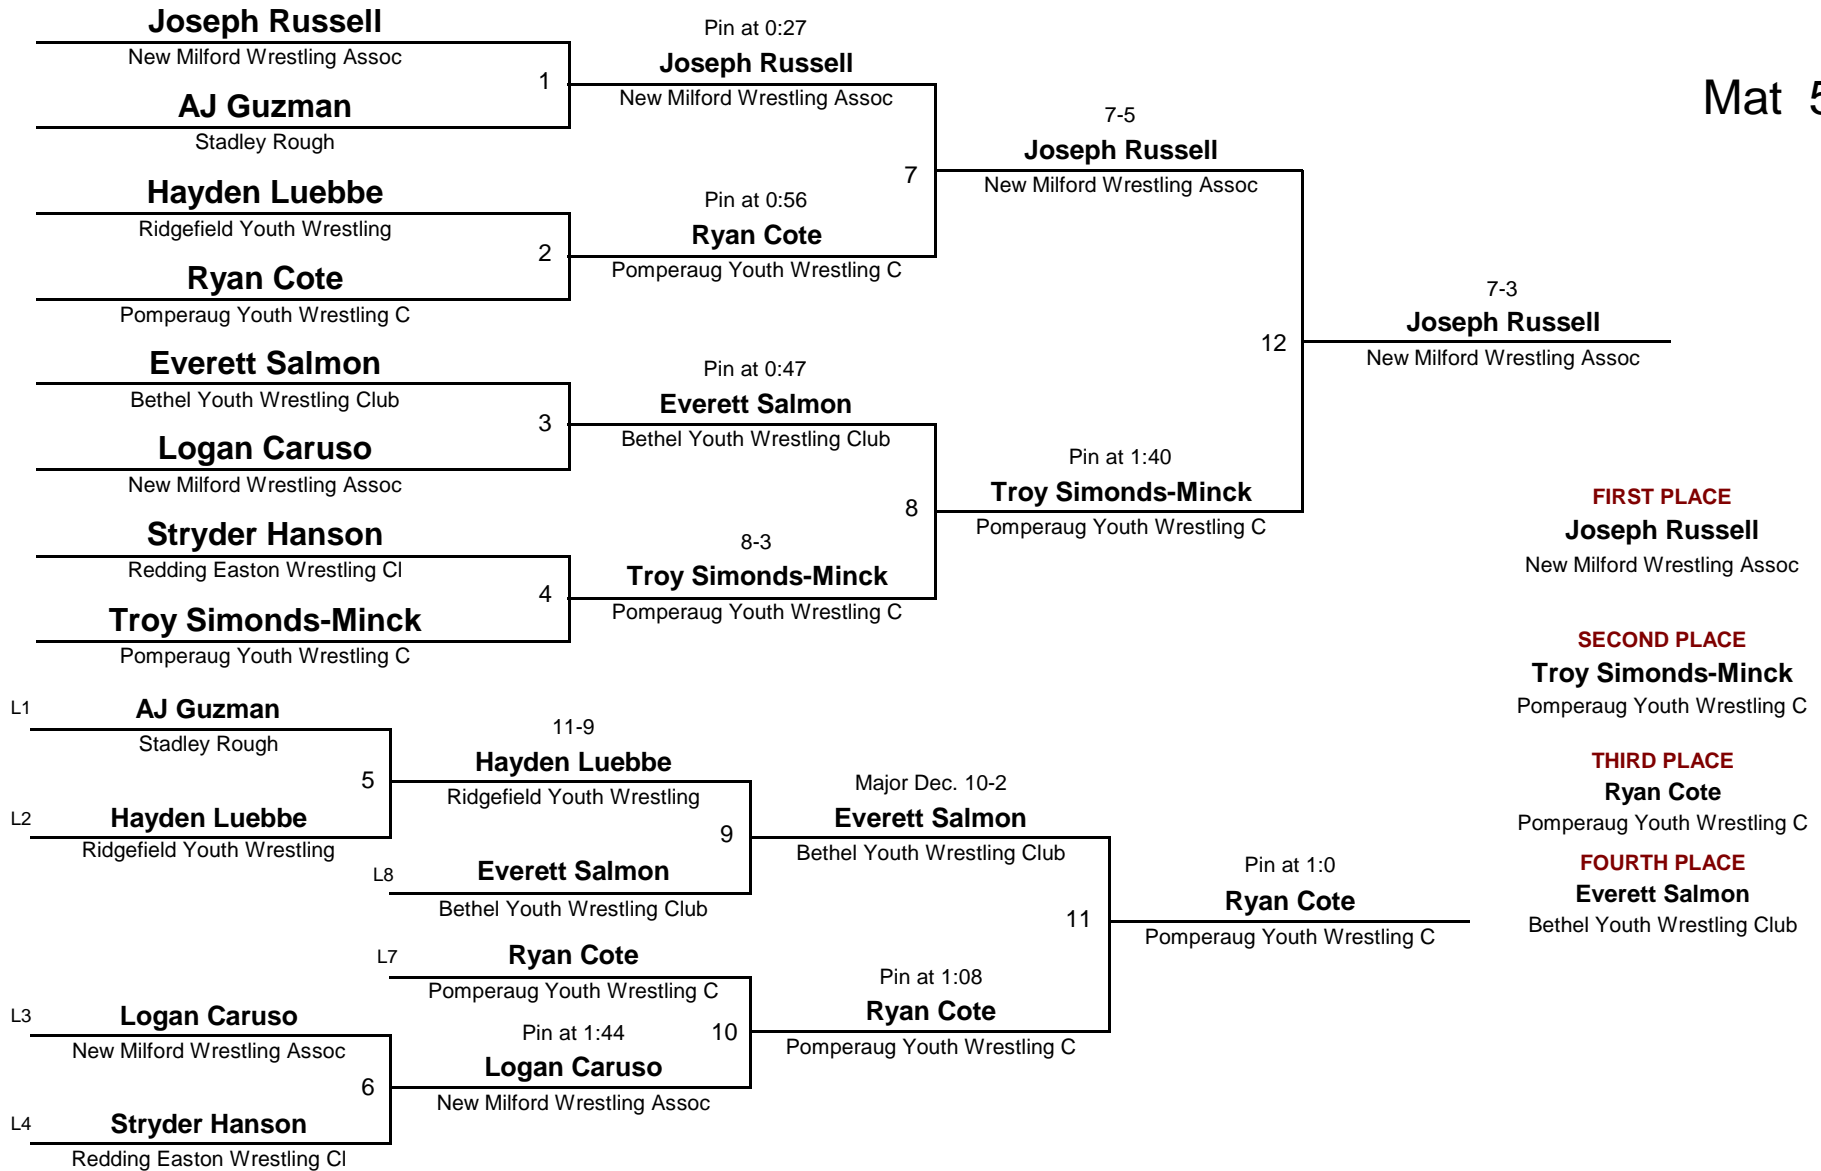 Joseph Russell
New Milford Wrestling Assoc
1
AJ Guzman
Stadley Rough
Hayden Luebbe
Ridgefield Youth Wrestling
2
Ryan Cote
Pomperaug Youth Wrestling C
Everett Salmon
Bethel Youth Wrestling Club
3
Logan Caruso
New Milford Wrestling Assoc
Stryder Hanson
Redding Easton Wrestling Cl
4
Troy Simonds-Minck
Pomperaug Youth Wrestling C
Pin at 0:27
Joseph Russell
New Milford Wrestling Assoc
7
Pin at 0:56
Ryan Cote
Pomperaug Youth Wrestling C
Pin at 0:47
Everett Salmon
Bethel Youth Wrestling Club
8
8-3
Troy Simonds-Minck
Pomperaug Youth Wrestling C
7-5
Joseph Russell
New Milford Wrestling Assoc
12
Pin at 1:40
Troy Simonds-Minck
Pomperaug Youth Wrestling C
7-3
Joseph Russell
New Milford Wrestling Assoc
Mat 5
FIRST PLACE
Joseph Russell
New Milford Wrestling Assoc
SECOND PLACE
Troy Simonds-Minck
Pomperaug Youth Wrestling C
THIRD PLACE
Ryan Cote
Pomperaug Youth Wrestling C
FOURTH PLACE
Everett Salmon
Bethel Youth Wrestling Club
L1 AJ Guzman
Stadley Rough
5
L2 Hayden Luebbe
Ridgefield Youth Wrestling
11-9
Hayden Luebbe
Ridgefield Youth Wrestling
9
L8 Everett Salmon
Bethel Youth Wrestling Club
L7 Ryan Cote
Pomperaug Youth Wrestling C
10
L3 Logan Caruso
New Milford Wrestling Assoc
6
L4 Stryder Hanson
Redding Easton Wrestling Cl
Pin at 1:44
Logan Caruso
New Milford Wrestling Assoc
Major Dec. 10-2
Everett Salmon
Bethel Youth Wrestling Club
11
Pin at 1:08
Ryan Cote
Pomperaug Youth Wrestling C
Pin at 1:0
Ryan Cote
Pomperaug Youth Wrestling C